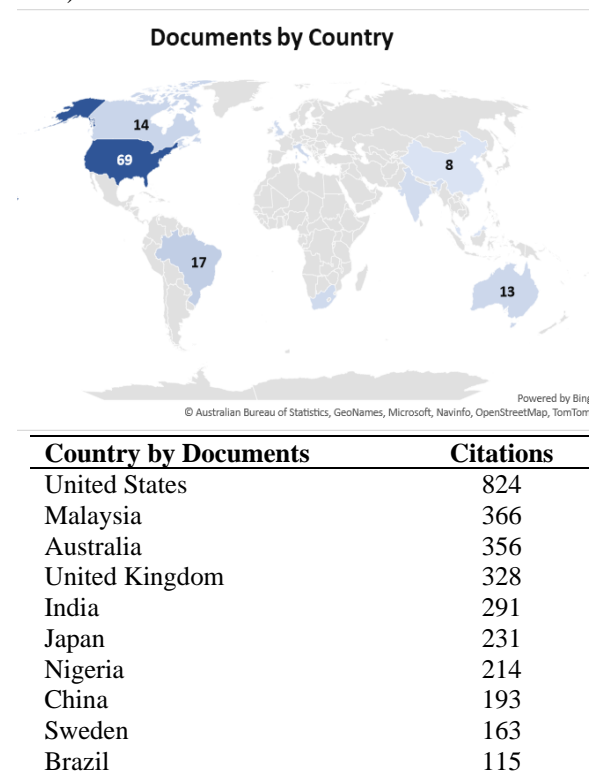 Documents by Country
14
69
8
17
13
Powered by Bing
© Australian Bureau of Statistics, GeoNames, Microsoft, Navinfo, OpenStreetMap, TomTom
Country by Documents Citations
United States 824
Malaysia 366
Australia 356
United Kingdom 328
India 291
Japan 231
Nigeria 214
China 193
Sweden 163
Brazil 115